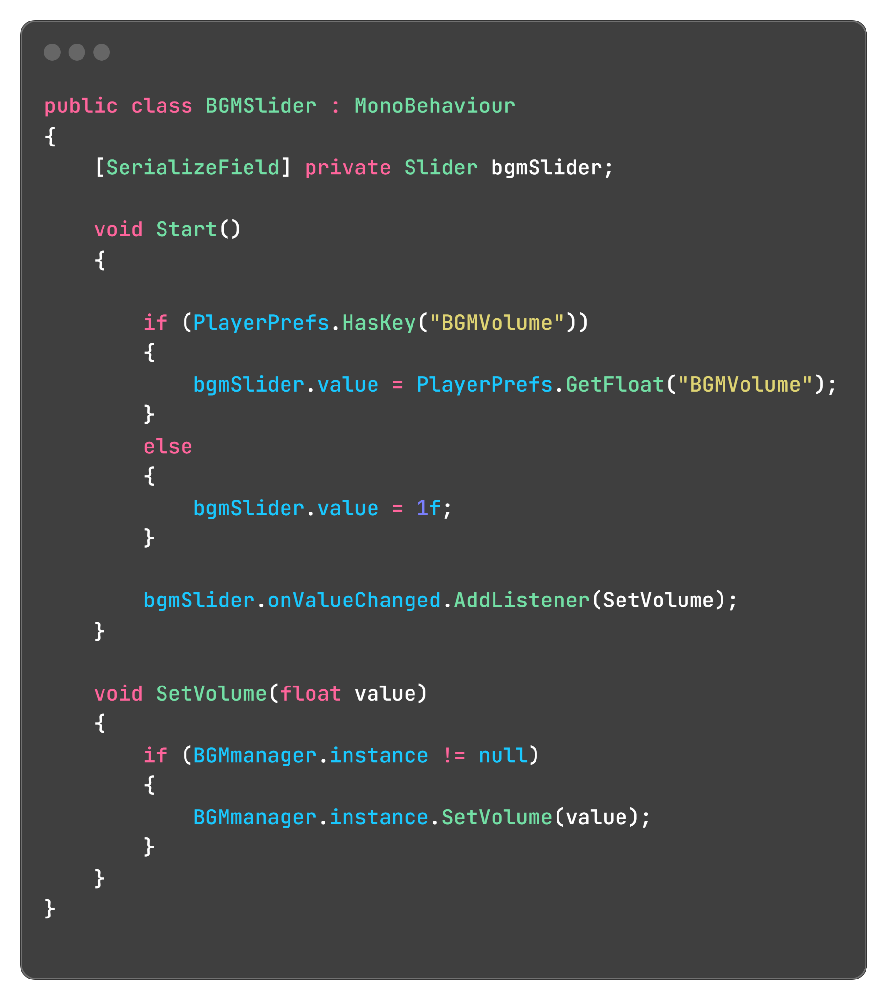 public class BGMSlider : MonoBehaviour
{
    [SerializeField] private Slider bgmSlider;

    void Start()
    {

        if (PlayerPrefs.HasKey("BGMVolume"))
        {
            bgmSlider.value = PlayerPrefs.GetFloat("BGMVolume");
        }
        else
        {
            bgmSlider.value = 1f;
        }

        bgmSlider.onValueChanged.AddListener(SetVolume);
    }

    void SetVolume(float value)
    {
        if (BGMmanager.instance != null)
        {
            BGMmanager.instance.SetVolume(value);
        }
    }
}